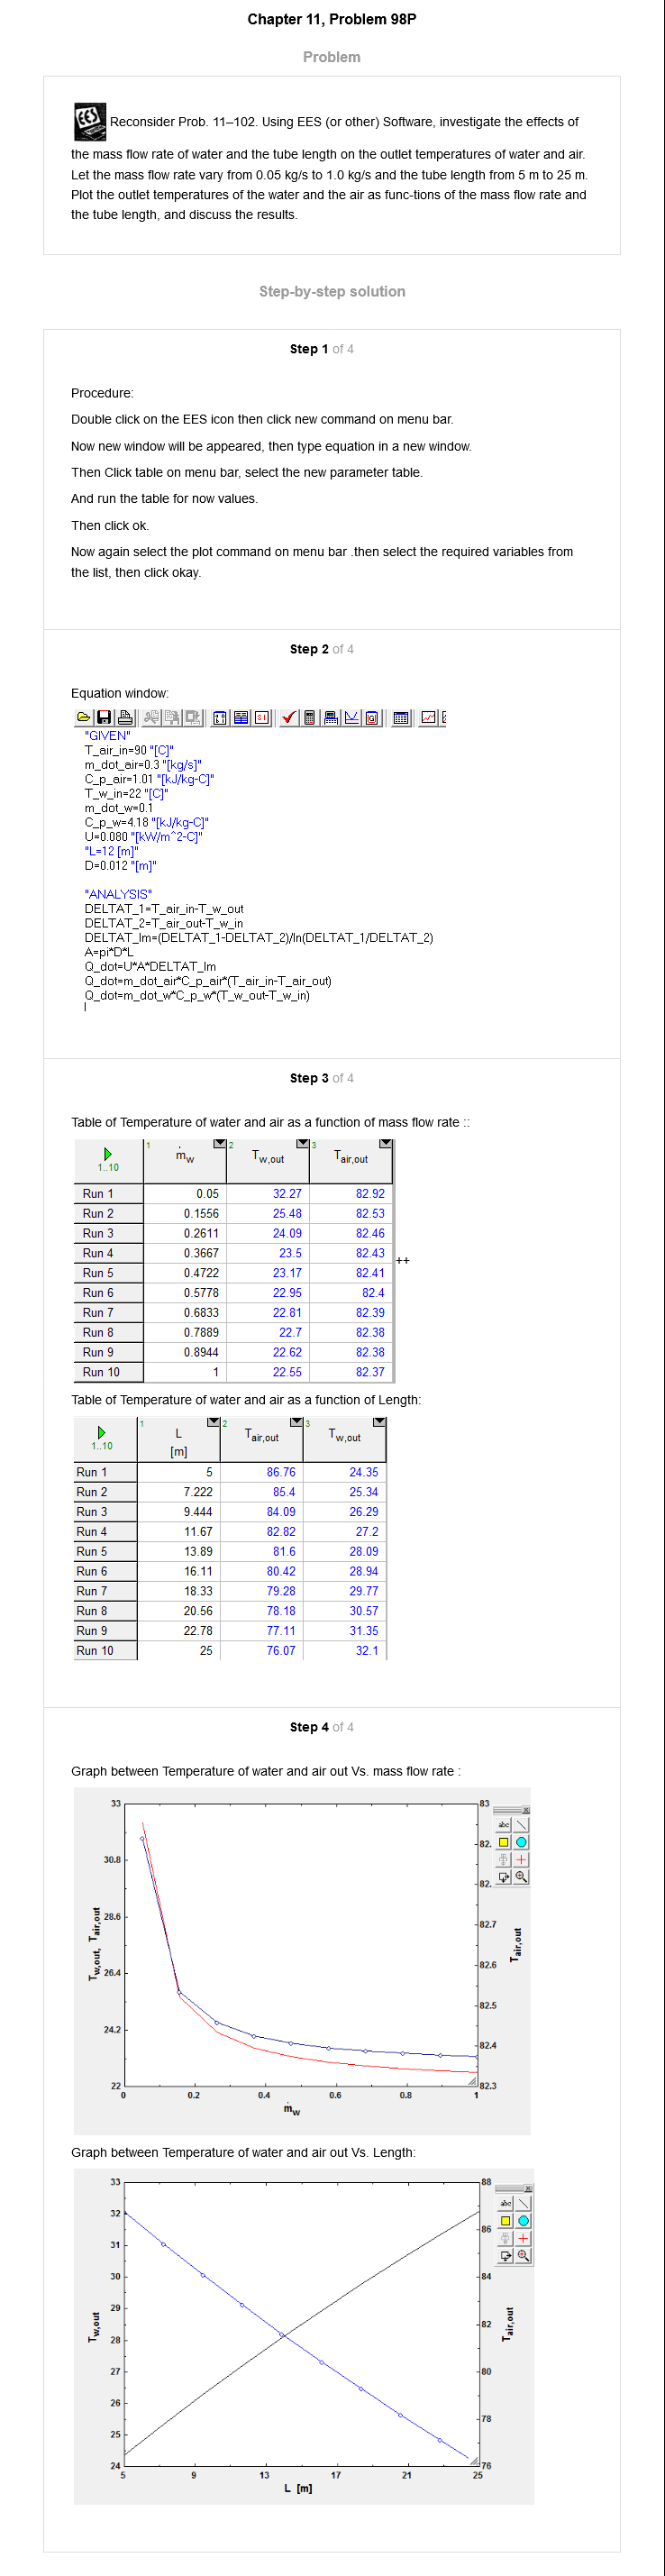 Chapter 11, Problem 98P
Problem
EES
Reconsider Prob. 11–102. Using EES (or other) Software, investigate the effects of
the mass flow rate of water and the tube length on the outlet temperatures of water and air.
Let the mass flow rate vary from 0.05 kg/s to 1.0 kg/s and the tube length from 5 m to 25 m.
Plot the outlet temperatures of the water and the air as func-tions of the mass flow rate and
the tube length, and discuss the results.
Step-by-step solution
Step 1 of 4
Procedure:
Double click on the EES icon then click new command on menu bar.
Now new window will be appeared, then type equation in a new window.
Then Click table on menu bar, select the new parameter table.
And run the table for now values.
Then click ok.
Now again select the plot command on menu bar .then select the required variables from
the list, then click okay.
Step 2 of 4
Equation window:
"GIVEN"
T_air_in=90 "[C]"
m_dot_air=0.3 "[kg/s]"
C_p_air=1.01 "[kJ/kg-C]"
T_w_in=22 "[C]"
m_dot_w=0.1
C_p_w=4.18 "[kJ/kg-C]"
U=0.080 "[kW/m^2-C]"
"L=12 [m]"
D=0.012 "[m]"
"ANALYSIS"
DELTAT_1=T_air_in-T_w_out
DELTAT_2=T_air_out-T_w_in
DELTAT_lm=(DELTAT_1-DELTAT_2)/ln(DELTAT_1/DELTAT_2)
A=pi*D*L
Q_dot=U*A*DELTAT_lm
Q_dot=m_dot_air*C_p_air*(T_air_in-T_air_out)
Q_dot=m_dot_w*C_p_w*(T_w_out-T_w_in)
Step 3 of 4
Table of Temperature of water and air as a function of mass flow rate ::
1..10 1 ṁw 2 Tw,out 3 Tair,out
Run 1 0.05 32.27 82.92
Run 2 0.1556 25.48 82.53
Run 3 0.2611 24.09 82.46
Run 4 0.3667 23.5 82.43
++
Run 5 0.4722 23.17 82.41
Run 6 0.5778 22.95 82.4
Run 7 0.6833 22.81 82.39
Run 8 0.7889 22.7 82.38
Run 9 0.8944 22.62 82.38
Run 10 1 22.55 82.37
Table of Temperature of water and air as a function of Length:
1..10 1 L [m] 2 Tair,out 3 Tw,out
Run 1 5 86.76 24.35
Run 2 7.222 85.4 25.34
Run 3 9.444 84.09 26.29
Run 4 11.67 82.82 27.2
Run 5 13.89 81.6 28.09
Run 6 16.11 80.42 28.94
Run 7 18.33 79.28 29.77
Run 8 20.56 78.18 30.57
Run 9 22.78 77.11 31.35
Run 10 25 76.07 32.1
Step 4 of 4
Graph between Temperature of water and air out Vs. mass flow rate :
33 83
abc
82.
30.8
82.
28.6 82.7
Tw,out, Tair,out
Tair,out
82.6
26.4
82.5
24.2 82.4
22 82.3
0 0.2 0.4 0.6 0.8 1
ṁw
Graph between Temperature of water and air out Vs. Length:
33 88
abc
32
86
31
30 84
29
Tw,out
82
Tair,out
28
27 80
26
78
25
24 76
5 9 13 17 21 25
L [m]